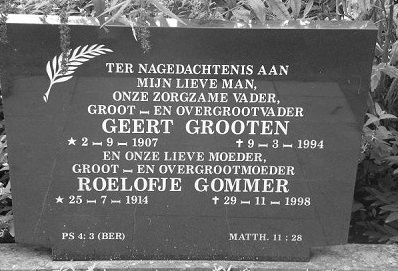 TER NAGEDACHTENIS AAN
MIJN LIEVE MAN,
ONZE ZORGZAME VADER,
GROOT – EN OVERGROOTVADER
GEERT GROOTEN
★ 2 – 9 – 1907 † 9 – 3 – 1994
EN ONZE LIEVE MOEDER,
GROOT – EN OVERGROOTMOEDER
ROELOFJE GOMMER
★ 25 – 7 – 1914 † 29 – 11 – 1998
PS 4: 3 (BER) MATTH. 11 : 28